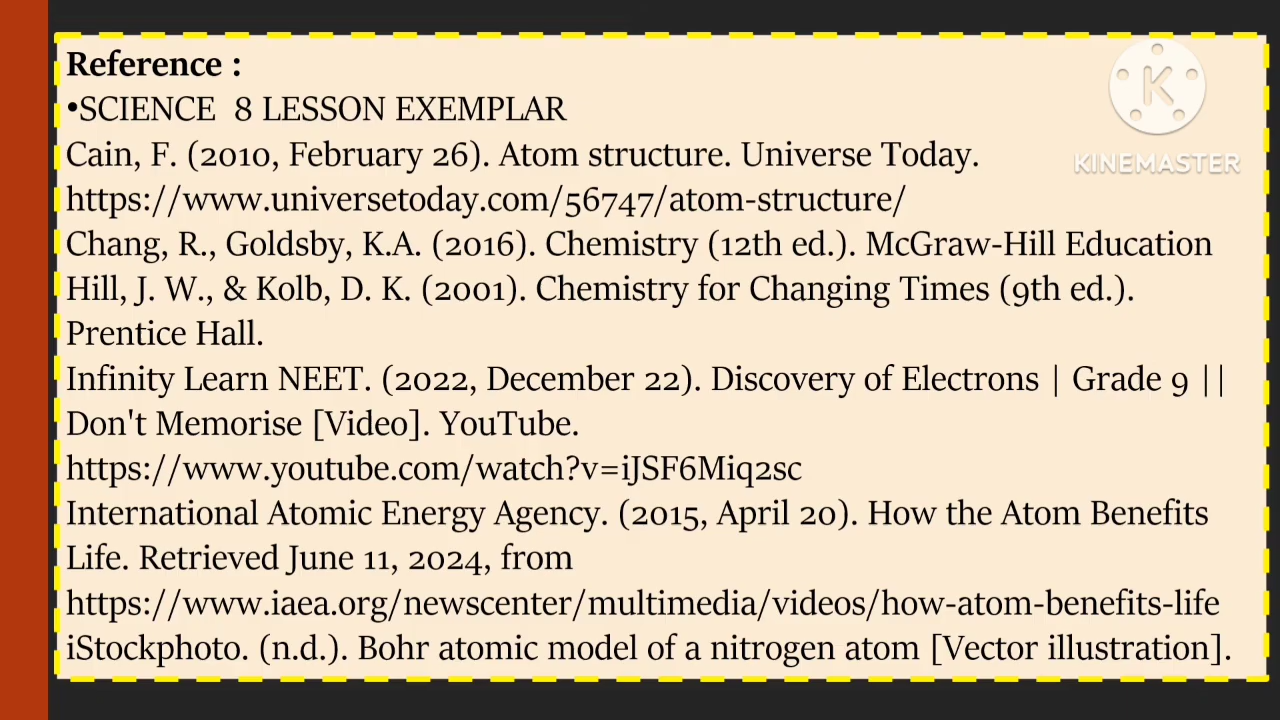 Reference :
•SCIENCE  8 LESSON EXEMPLAR
Cain, F. (2010, February 26). Atom structure. Universe Today.
https://www.universetoday.com/56747/atom-structure/
Chang, R., Goldsby, K.A. (2016). Chemistry (12th ed.). McGraw-Hill Education
Hill, J. W., & Kolb, D. K. (2001). Chemistry for Changing Times (9th ed.).
Prentice Hall.
Infinity Learn NEET. (2022, December 22). Discovery of Electrons | Grade 9 ||
Don't Memorise [Video]. YouTube.
https://www.youtube.com/watch?v=iJSF6Miq2sc
International Atomic Energy Agency. (2015, April 20). How the Atom Benefits
Life. Retrieved June 11, 2024, from
https://www.iaea.org/newscenter/multimedia/videos/how-atom-benefits-life
iStockphoto. (n.d.). Bohr atomic model of a nitrogen atom [Vector illustration].
K
KINEMASTER